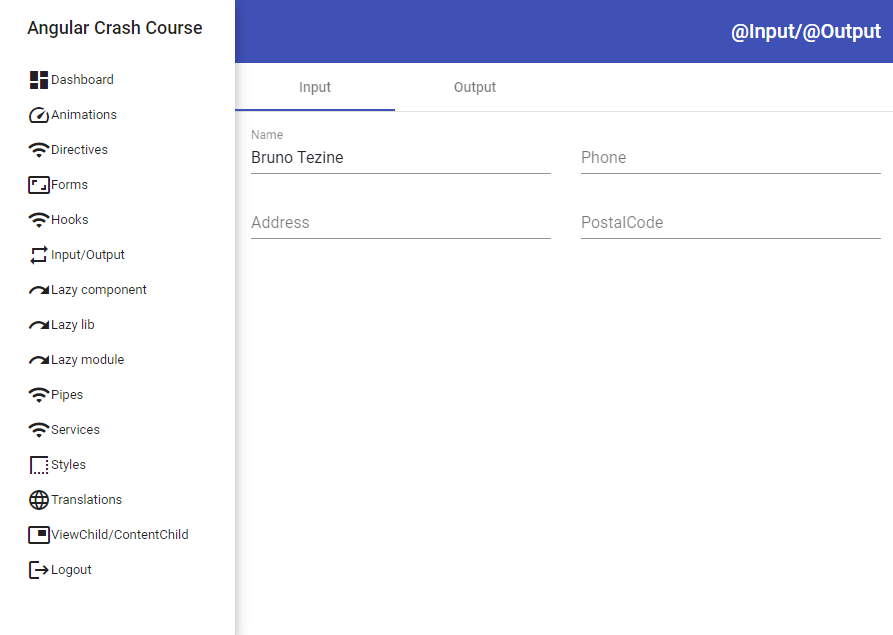 Angular Crash Course
Dashboard
Animations
Directives
Forms
Hooks
Input/Output
Lazy component
Lazy lib
Lazy module
Pipes
Services
Styles
Translations
ViewChild/ContentChild
Logout
@Input/@Output
Input Output
Name
Bruno Tezine Phone
Address PostalCode